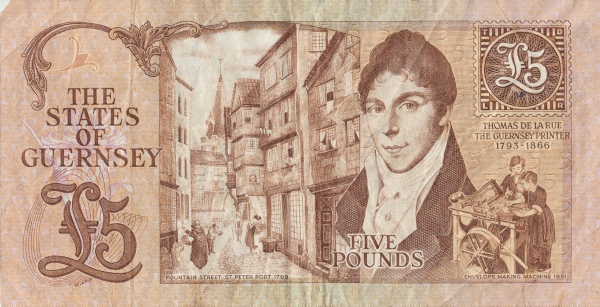 THE
STATES
OF
GUERNSEY
£5
£5
THOMAS DE LA RUE
THE GUERNSEY PRINTER
1793-1866
FIVE
POUNDS
FOUNTAIN STREET ST. PETER PORT. 1798
ENVELOPE MAKING MACHINE 1851